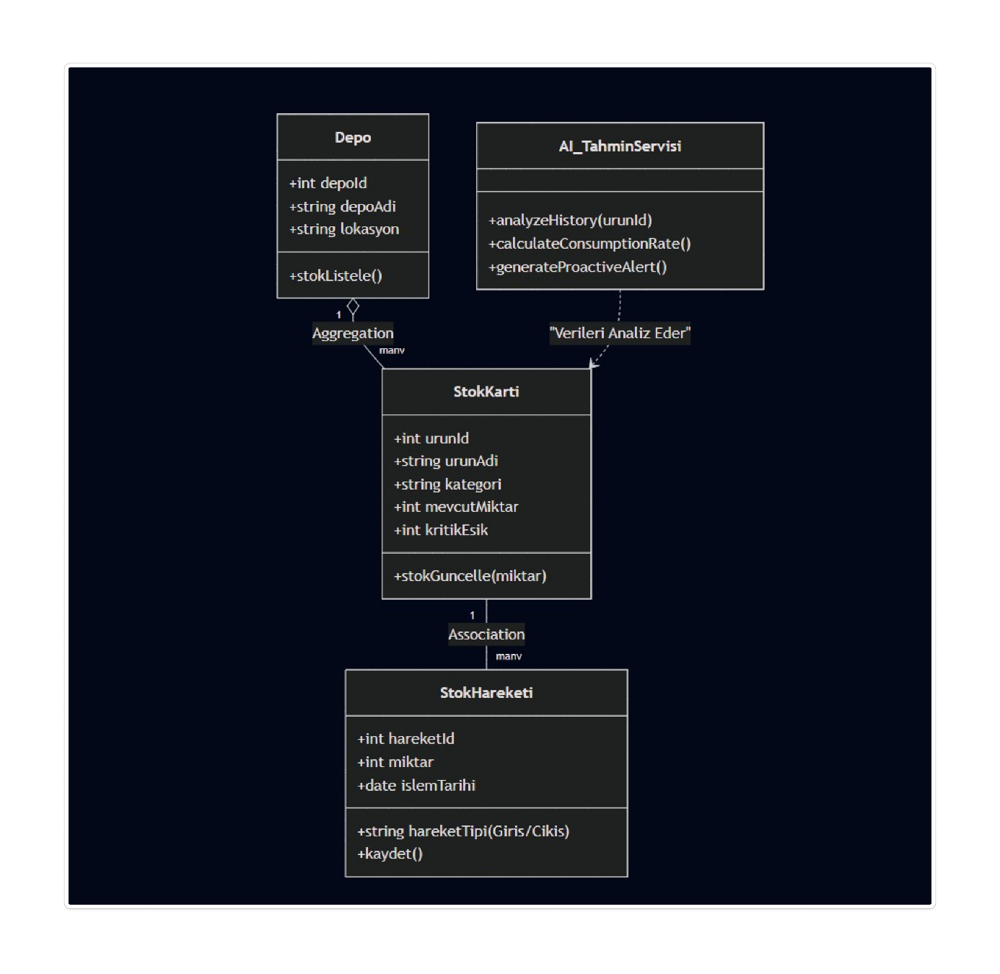 Depo
+int depoId
+string depoAdi
+string lokasyon
+stokListele()
AI_TahminServisi
+analyzeHistory(urunId)
+calculateConsumptionRate()
+generateProactiveAlert()
1
Aggregation
manv
"Verileri Analiz Eder"
StokKarti
+int urunId
+string urunAdi
+string kategori
+int mevcutMiktar
+int kritikEsik
+stokGuncelle(miktar)
1
Association
manv
StokHareketi
+int hareketId
+int miktar
+date islemTarihi
+string hareketTipi(Giris/Cikis)
+kaydet()